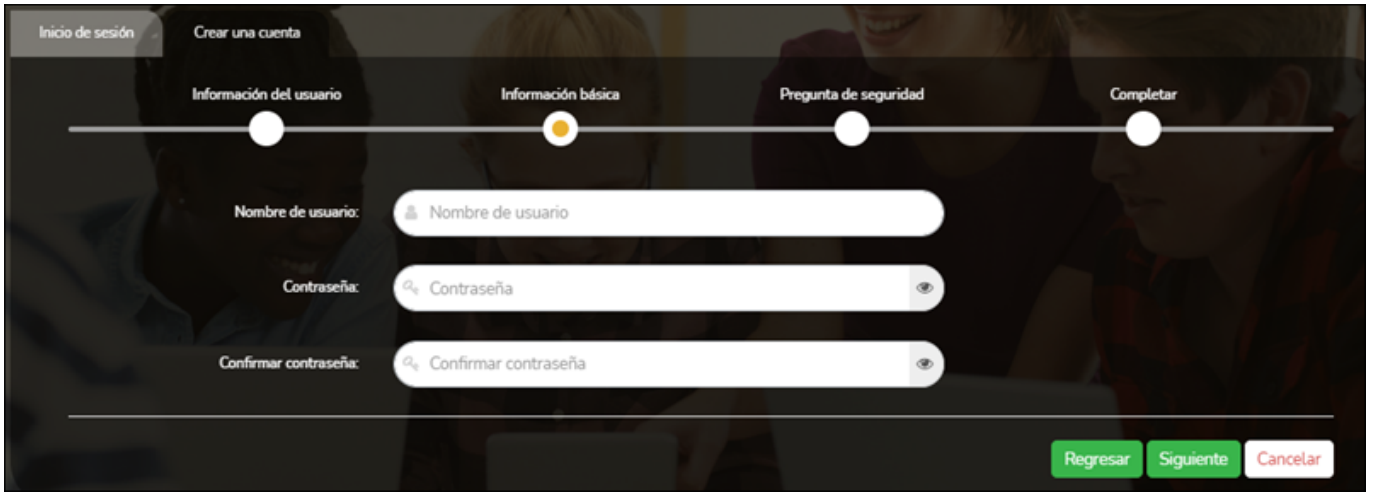 Inicio de sesión Crear una cuenta
Información del usuario Información básica Pregunta de seguridad Completar
Nombre de usuario: Nombre de usuario
Contraseña: Contraseña
Confirmar contraseña: Confirmar contraseña
Regresar Siguiente Cancelar